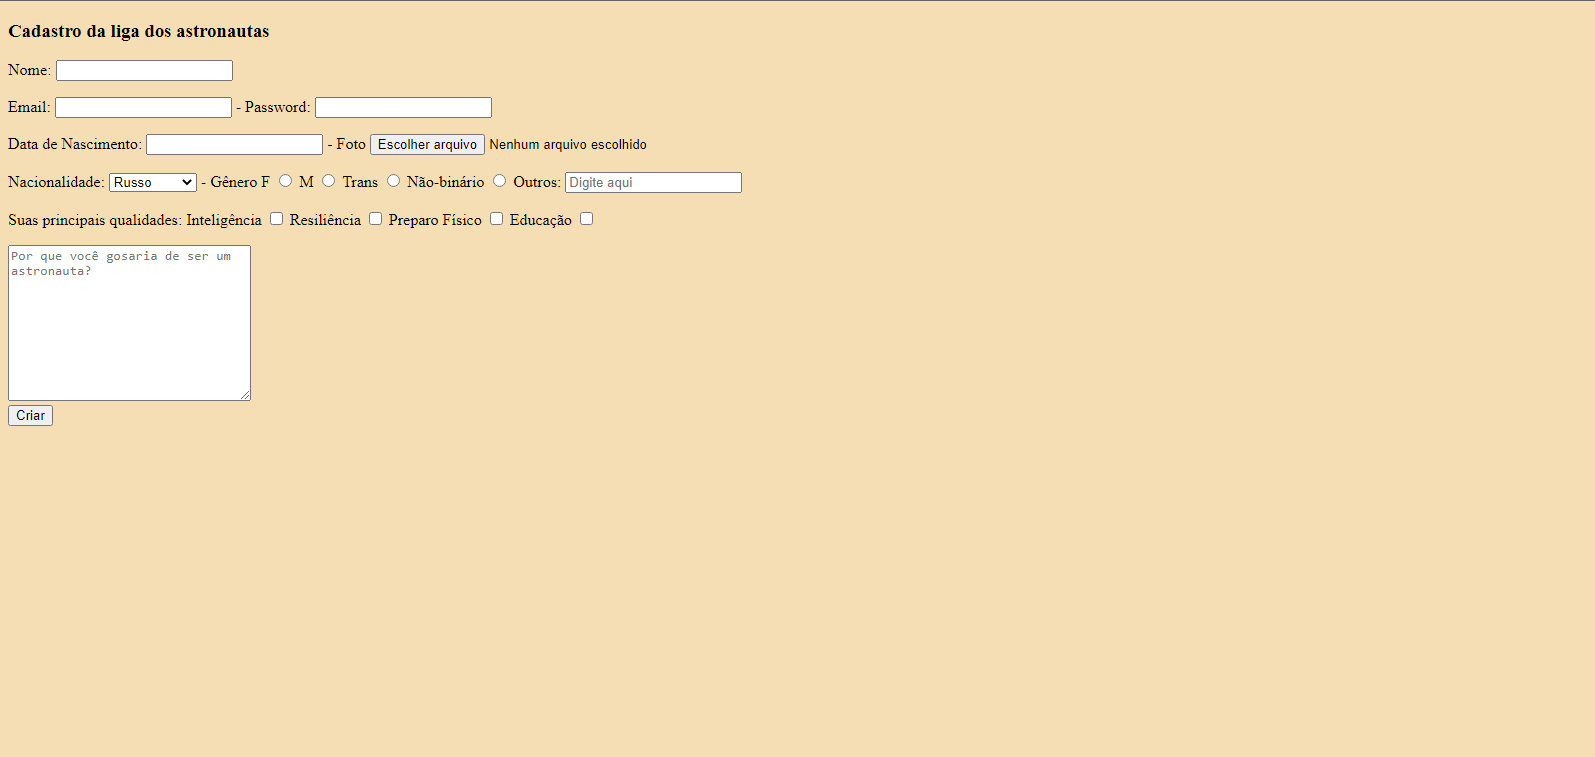 Cadastro da liga dos astronautas
Nome:
Email: - Password:
Data de Nascimento: - Foto Escolher arquivo Nenhum arquivo escolhido
Nacionalidade: Russo - Gênero F M Trans Não-binário Outros: Digite aqui
Suas principais qualidades: Inteligência Resiliência Preparo Físico Educação
Por que você gosaria de ser um
astronauta?
Criar